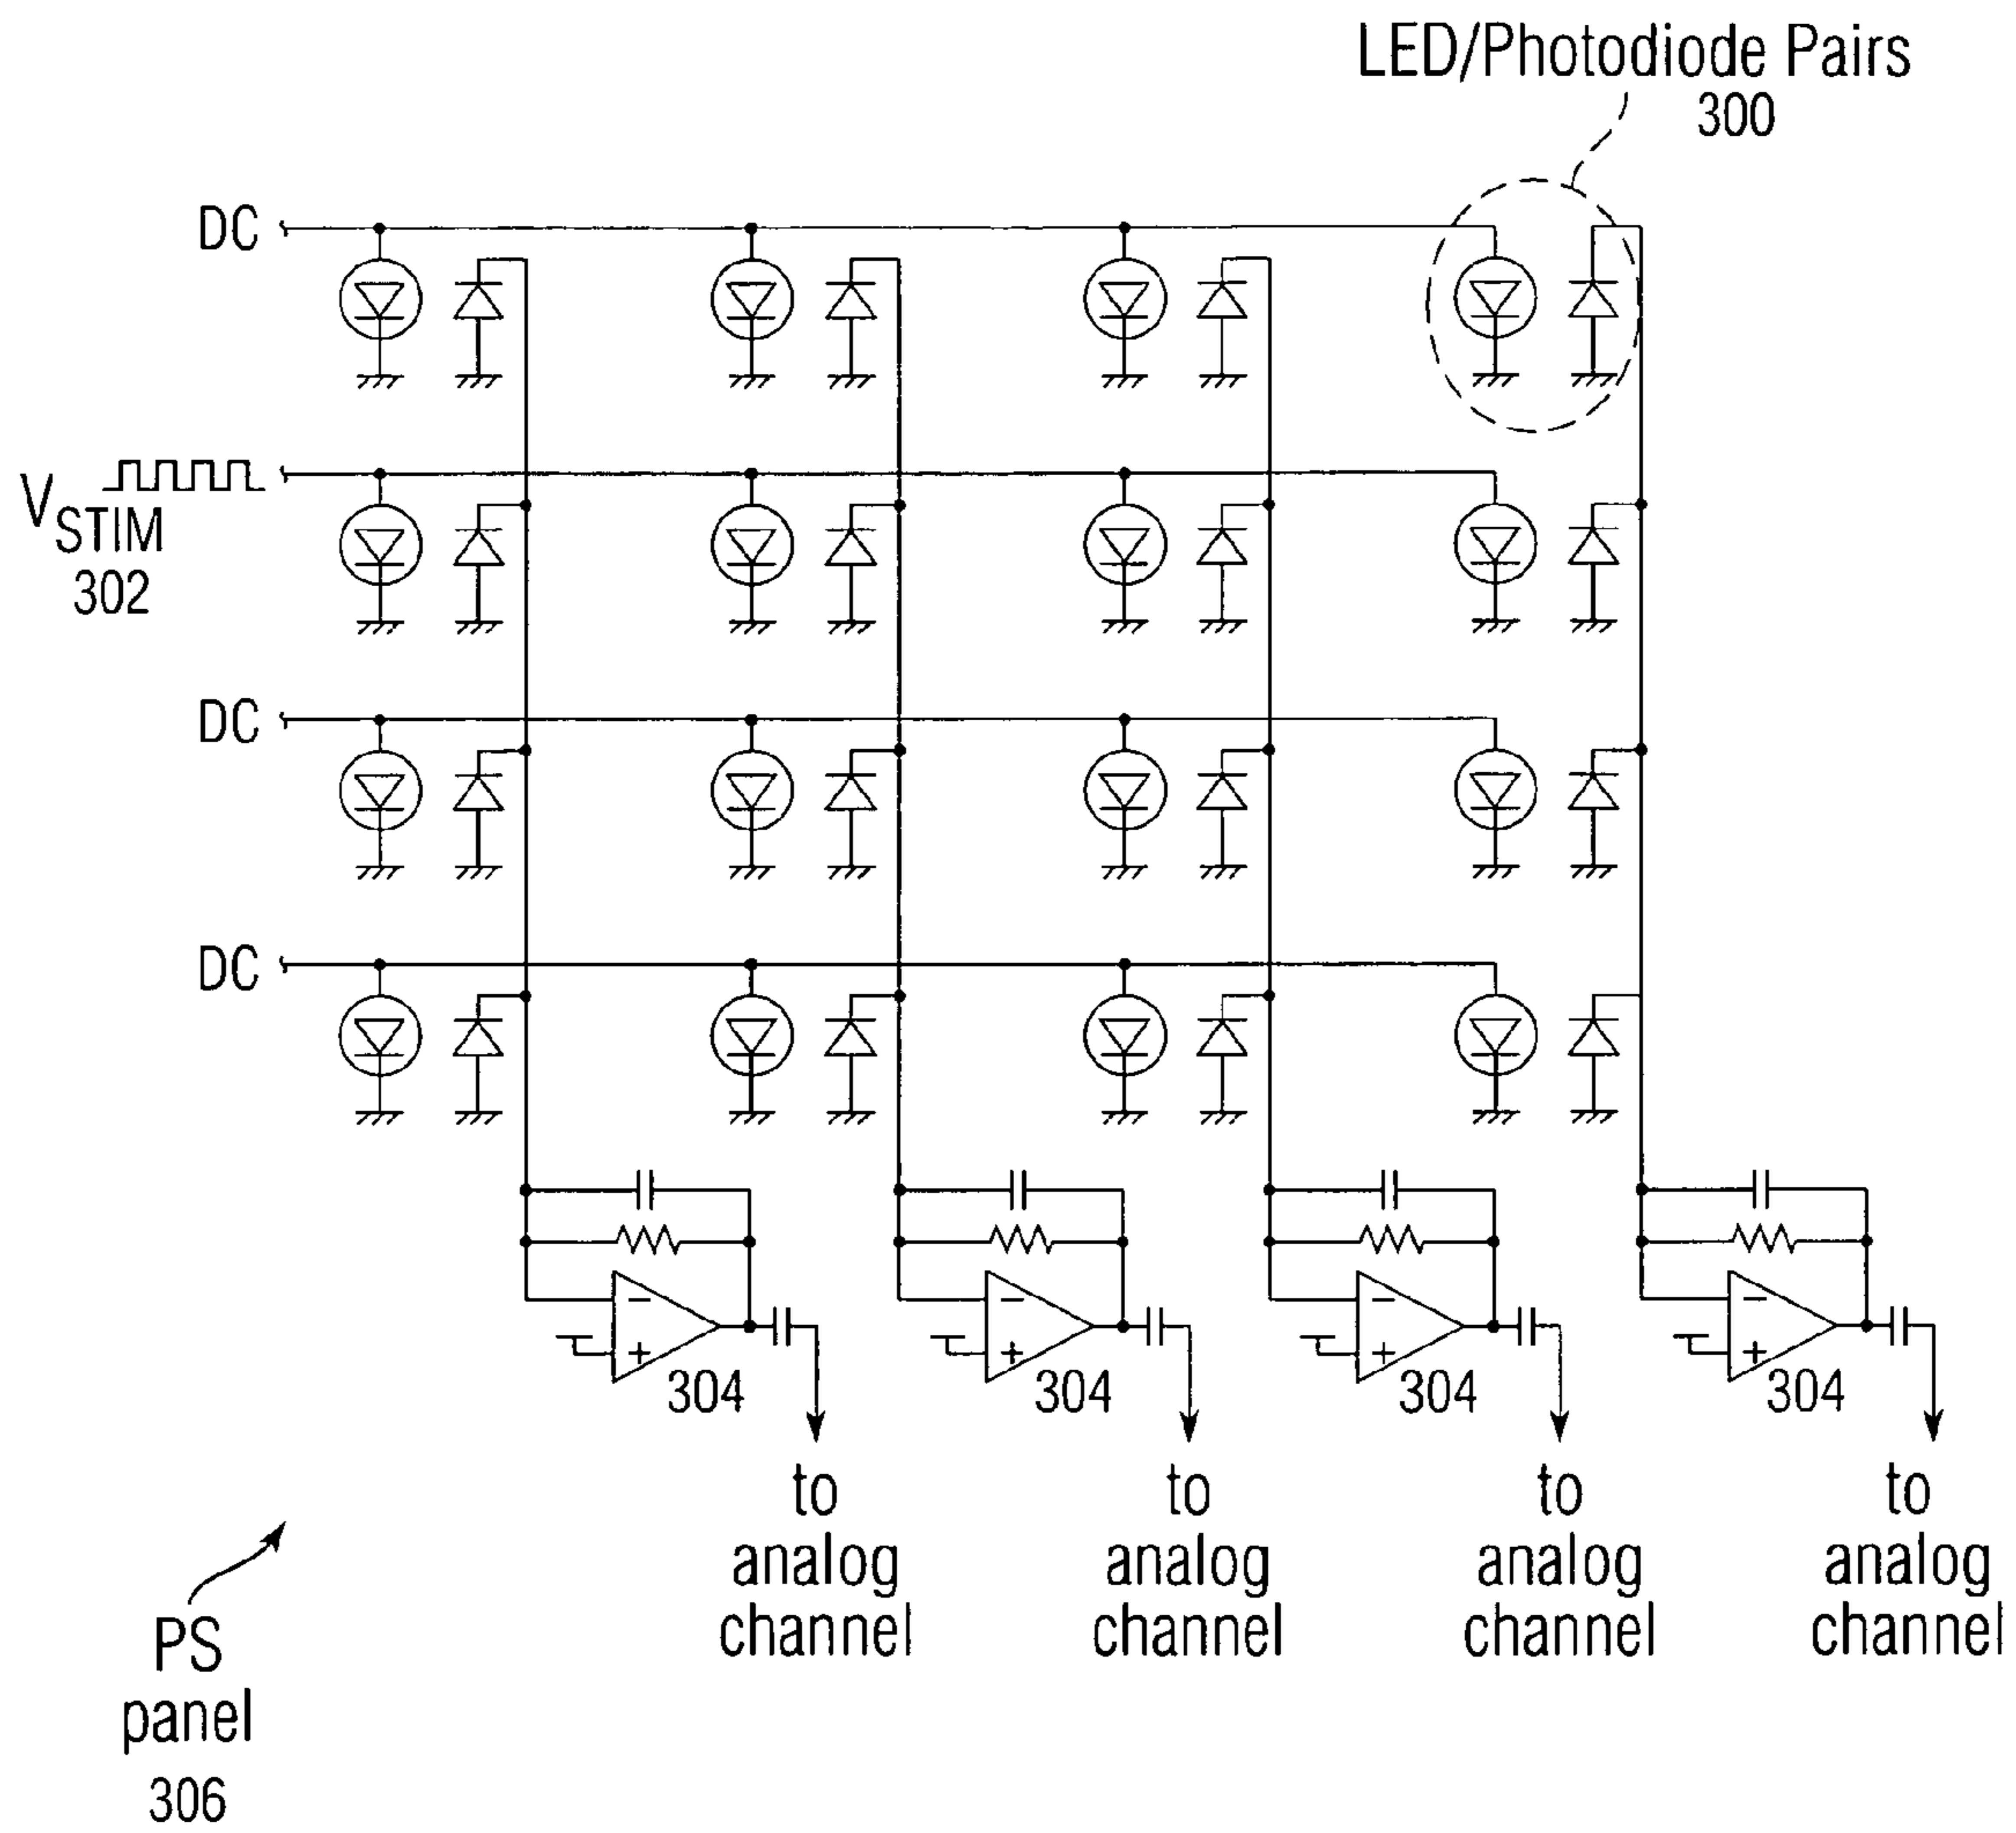 LED/Photodiode Pairs
300
DC
V STIM
302
DC
DC
−
+
304
−
+
304
−
+
304
−
+
304
to
analog
channel
to
analog
channel
to
analog
channel
to
analog
channel
PS
panel
306